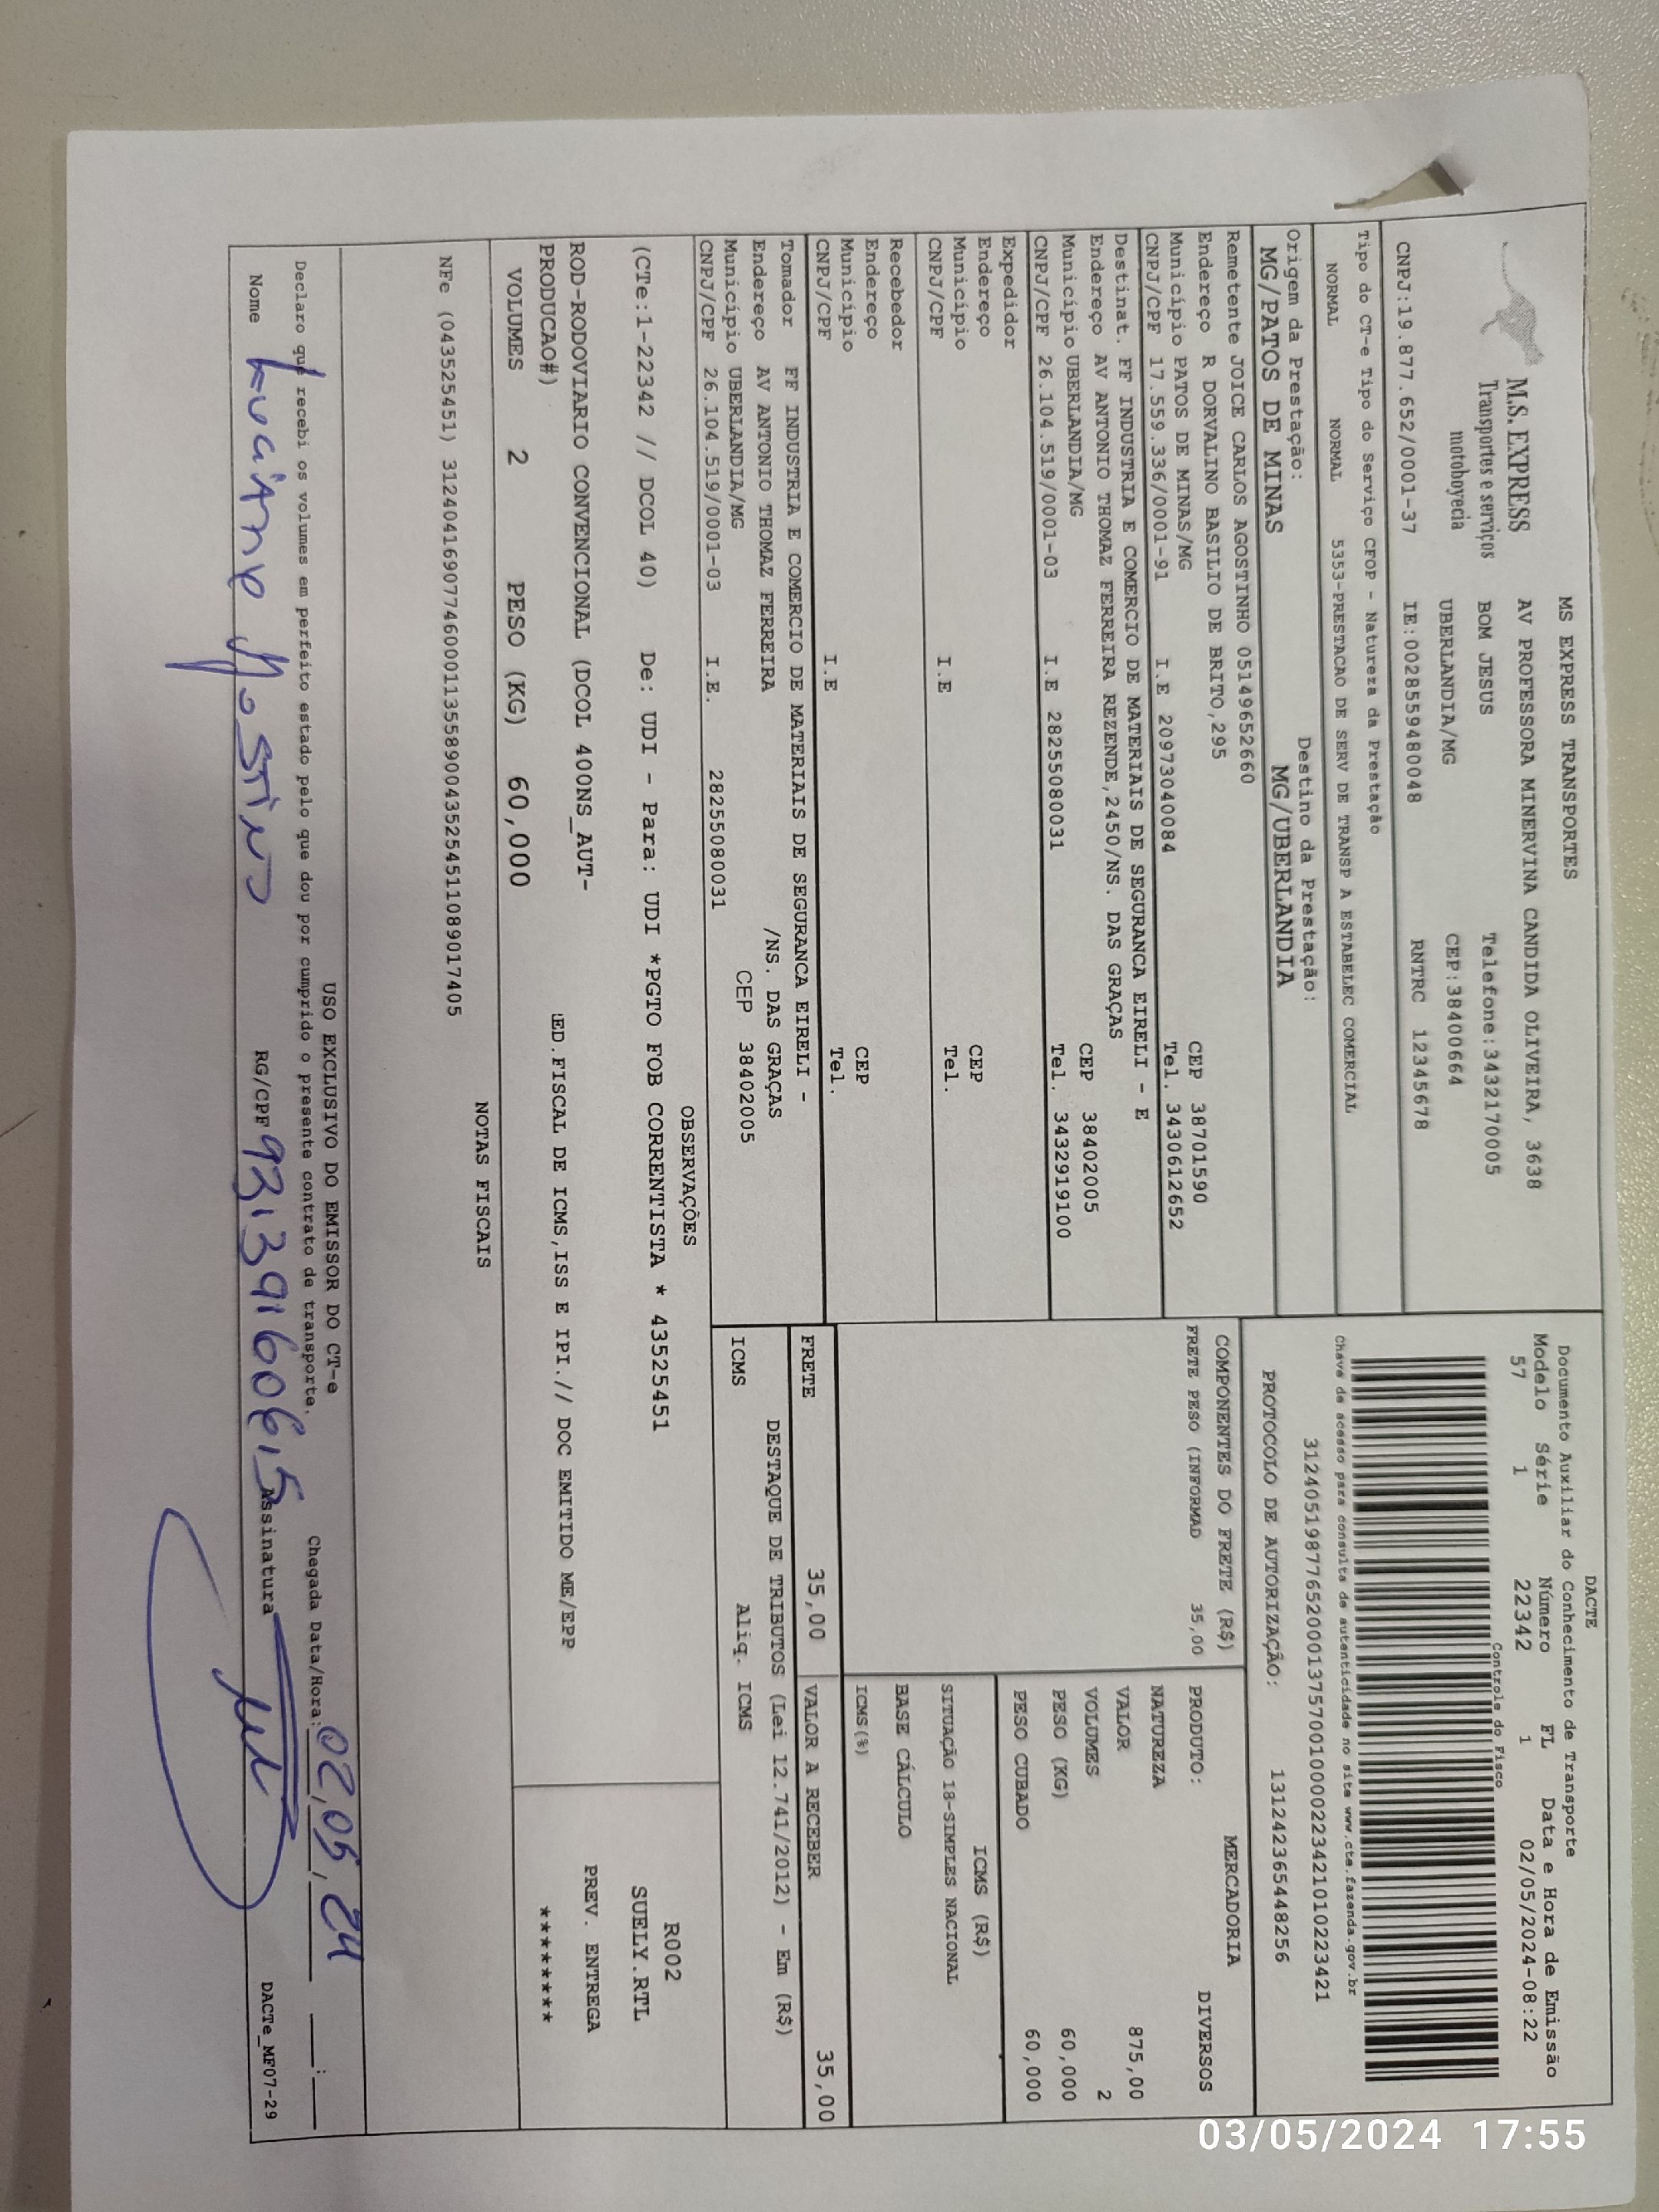 M.S. EXPRESS
Transportes e serviços
motoboyecia
MS EXPRESS TRANSPORTES
AV PROFESSORA MINERVINA CANDIDA OLIVEIRA, 3638
BOM JESUS Telefone:3432170005
UBERLANDIA/MG CEP:38400664
CNPJ:19.877.652/0001-37 IE:0028559480048 RNTRC 12345678
Tipo do CT-e Tipo do Serviço CFOP - Natureza da Prestação
NORMAL NORMAL 5353-PRESTACAO DE SERV DE TRANSP A ESTABELEC COMERCIAL
Origem da Prestação: Destino da Prestação:
MG/PATOS DE MINAS MG/UBERLANDIA
DACTE
Documento Auxiliar do Conhecimento de Transporte
Modelo Série Número FL Data e Hora de Emissão
57 1 22342 1 02/05/2024-08:22
Controle do Fisco
Chave de acesso para consulta de autenticidade no site www.cte.fazenda.gov.br
31240519877652000137570010000223421010223421
PROTOCOLO DE AUTORIZAÇÃO: 131242365448256
Remetente JOICE CARLOS AGOSTINHO 05149652660
Endereço R DORVALINO BASILIO DE BRITO,295 CEP 38701590
Município PATOS DE MINAS/MG Tel. 3430612652
CNPJ/CPF 17.559.336/0001-91 I.E 20973040084
Destinat. FF INDUSTRIA E COMERCIO DE MATERIAIS DE SEGURANCA EIRELI - E
Endereço AV ANTONIO THOMAZ FERREIRA REZENDE,2450/NS. DAS GRAÇAS CEP 38402005
Município UBERLANDIA/MG Tel. 3432919100
CNPJ/CPF 26.104.519/0001-03 I.E 28255080031
Expedidor
Endereço CEP
Município Tel.
CNPJ/CPF I.E
Recebedor
Endereço CEP
Município Tel.
CNPJ/CPF I.E
Tomador FF INDUSTRIA E COMERCIO DE MATERIAIS DE SEGURANCA EIRELI -
Endereço AV ANTONIO THOMAZ FERREIRA /NS. DAS GRAÇAS
Município UBERLANDIA/MG CEP 38402005
CNPJ/CPF 26.104.519/0001-03 I.E. 28255080031
COMPONENTES DO FRETE (R$)
FRETE PESO (INFORMAD 35,00
MERCADORIA
PRODUTO: DIVERSOS
NATUREZA
VALOR 875,00
VOLUMES 2
PESO (KG) 60,000
PESO CUBADO 60,000
ICMS (R$)
SITUAÇÃO 18-SIMPLES NACIONAL
BASE CÁLCULO
ICMS(%)
FRETE 35,00 VALOR A RECEBER 35,00
DESTAQUE DE TRIBUTOS (Lei 12.741/2012) - Em (R$)
ICMS Aliq. ICMS
OBSERVAÇÕES
(CTe:1-22342 // DCOL 40) De: UDI - Para: UDI *PGTO FOB CORRENTISTA * 43525451
ROD-RODOVIARIO CONVENCIONAL (DCOL 400NS_AUT-
PRODUCAO#) ED.FISCAL DE ICMS,ISS E IPI.// DOC EMITIDO ME/EPP
R002
SUELY.RTL
PREV. ENTREGA
********
VOLUMES 2 PESO (KG) 60,000
NOTAS FISCAIS
NFe (043525451) 31240416907746000113558900435254511089017405
USO EXCLUSIVO DO EMISSOR DO CT-e
Declaro que recebi os volumes em perfeito estado pelo que dou por cumprido o presente contrato de transporte.
Chegada Data/Hora: 02,05,24 :
Nome Luciano RG/CPF 93139160615 Assinatura
DACTe_MF07-29
03/05/2024 17:55